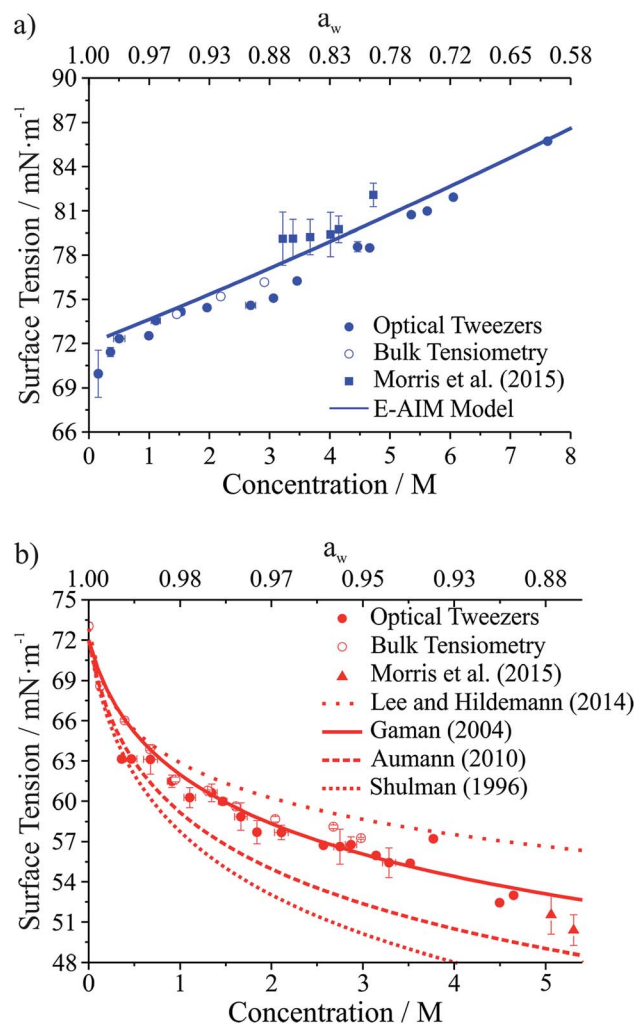 a)
a_w
1.00 0.97 0.93 0.88 0.83 0.78 0.72 0.65 0.58
90
87
84
81
78
75
72
69
66
Surface Tension / mN·m⁻¹
Optical Tweezers
Bulk Tensiometry
Morris et al. (2015)
E-AIM Model
0 1 2 3 4 5 6 7 8
Concentration / M
b)
a_w
1.00 0.98 0.97 0.95 0.93 0.88
75
72
69
66
63
60
57
54
51
48
Surface Tension / mN·m⁻¹
Optical Tweezers
Bulk Tensiometry
Morris et al. (2015)
Lee and Hildemann (2014)
Gaman (2004)
Aumann (2010)
Shulman (1996)
0 1 2 3 4 5
Concentration / M